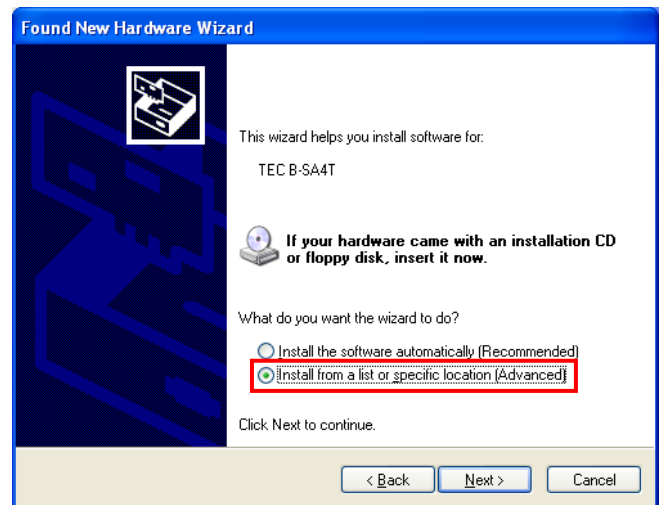 Found New Hardware Wizard
This wizard helps you install software for:
TEC B-SA4T
If your hardware came with an installation CD
or floppy disk, insert it now.
What do you want the wizard to do?
Install the software automatically (Recommended)
Install from a list or specific location (Advanced)
Click Next to continue.
< Back Next > Cancel